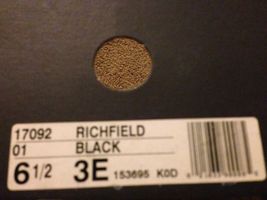 17092 RICHFIELD
01 BLACK
6 1/2 3E 153695 K0D